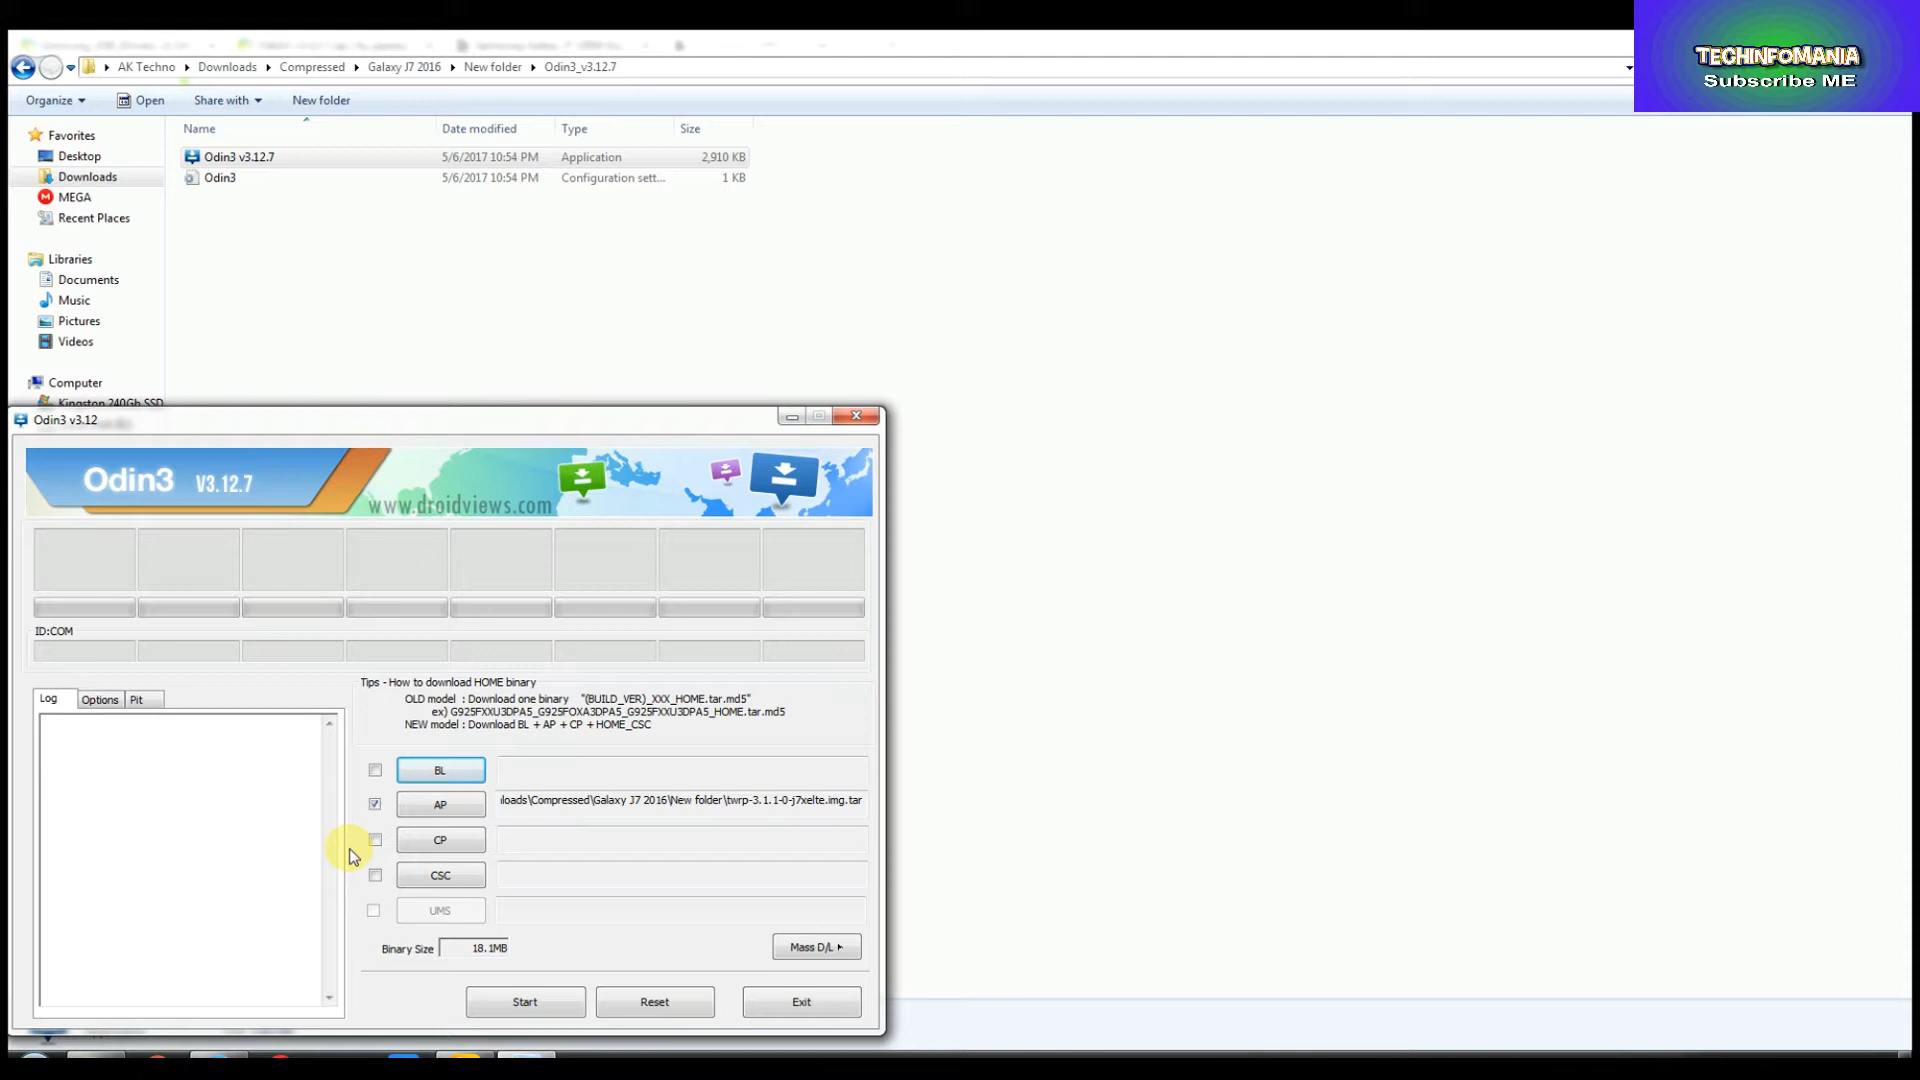 TECHINFOMANIA
Subscribe ME
AK Techno Downloads Compressed Galaxy J7 2016 New folder Odin3_v3.12.7
Organize Open Share with New folder
Name Date modified Type Size
Favorites
Desktop
Downloads
MEGA
Recent Places
Libraries
Documents
Music
Pictures
Videos
Computer
Kingston 240Gh SSD
Odin3 v3.12.7 5/6/2017 10:54 PM Application 2,910 KB
Odin3 5/6/2017 10:54 PM Configuration sett... 1 KB
Odin3 v3.12
Odin3 V3.12.7
www.droidviews.com
ID:COM
Log Options Pit
Tips - How to download HOME binary
OLD model : Download one binary "(BUILD_VER)_XXX_HOME.tar.md5"
ex) G925FXXU3DPA5_G925FOXA3DPA5_G925FXXU3DPA5_HOME.tar.md5
NEW model : Download BL + AP + CP + HOME_CSC
BL
AP loads\Compressed\Galaxy J7 2016\New folder\twrp-3.1.1-0-j7xelte.img.tar
CP
CSC
UMS
Binary Size 18.1MB
Mass D/L
Start Reset Exit